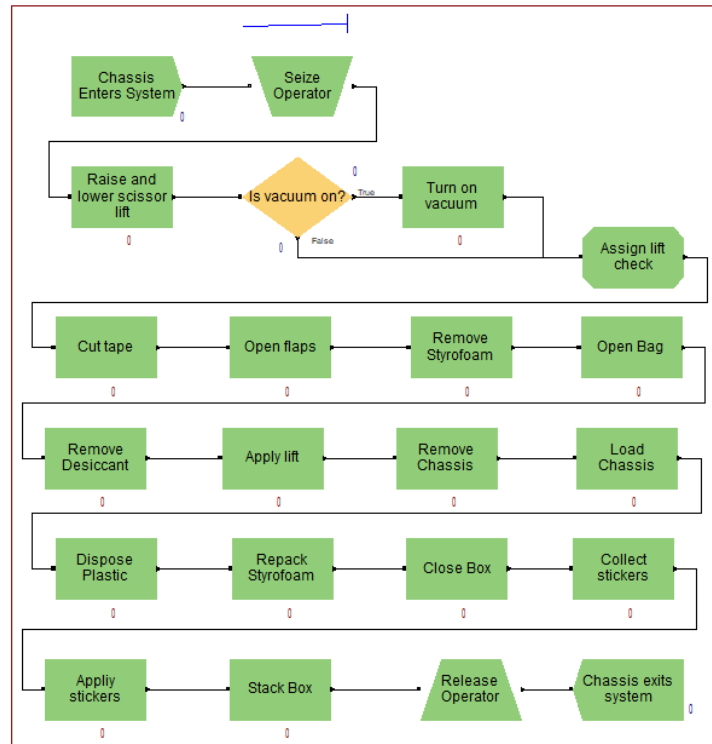 Chassis
Enters System
Seize
Operator
0
Raise and
lower scissor
lift
Is vacuum on?
0
True
Turn on
vacuum
0
0
False
0
Assign lift
check
Cut tape
Open flaps
Remove
Styrofoam
Open Bag
0
0
0
0
Remove
Desiccant
Apply lift
Remove
Chassis
Load
Chassis
0
0
0
0
Dispose
Plastic
Repack
Styrofoam
Close Box
Collect
stickers
0
0
0
0
Appliy
stickers
Stack Box
Release
Operator
Chassis exits
system
0
0
0